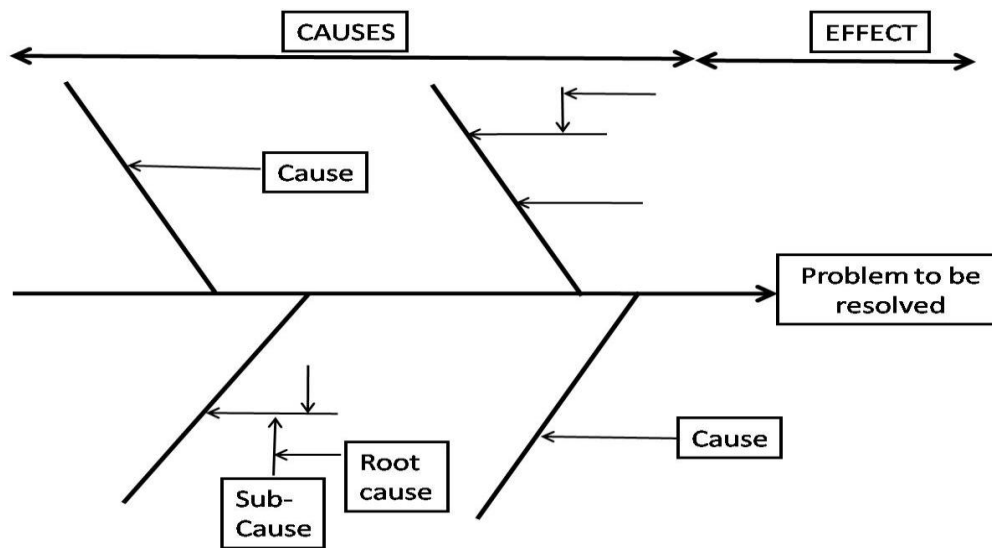 CAUSES
EFFECT
Cause
Problem to be
resolved
Cause
Root
cause
Sub-
Cause